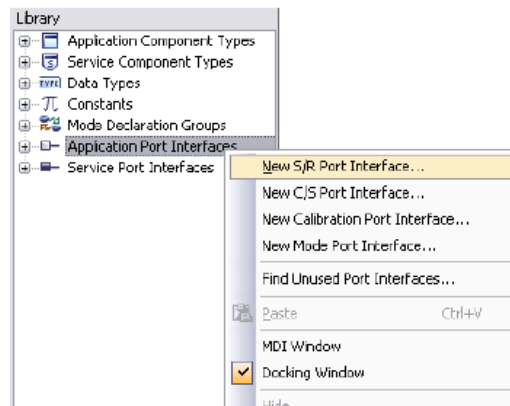 Library
Application Component Types
Service Component Types
TYPE Data Types
π Constants
Mode Declaration Groups
Application Port Interfaces
Service Port Interfaces
New S/R Port Interface...
New C/S Port Interface...
New Calibration Port Interface...
New Mode Port Interface...
Find Unused Port Interfaces...
Paste Ctrl+V
MDI Window
Docking Window
Hide